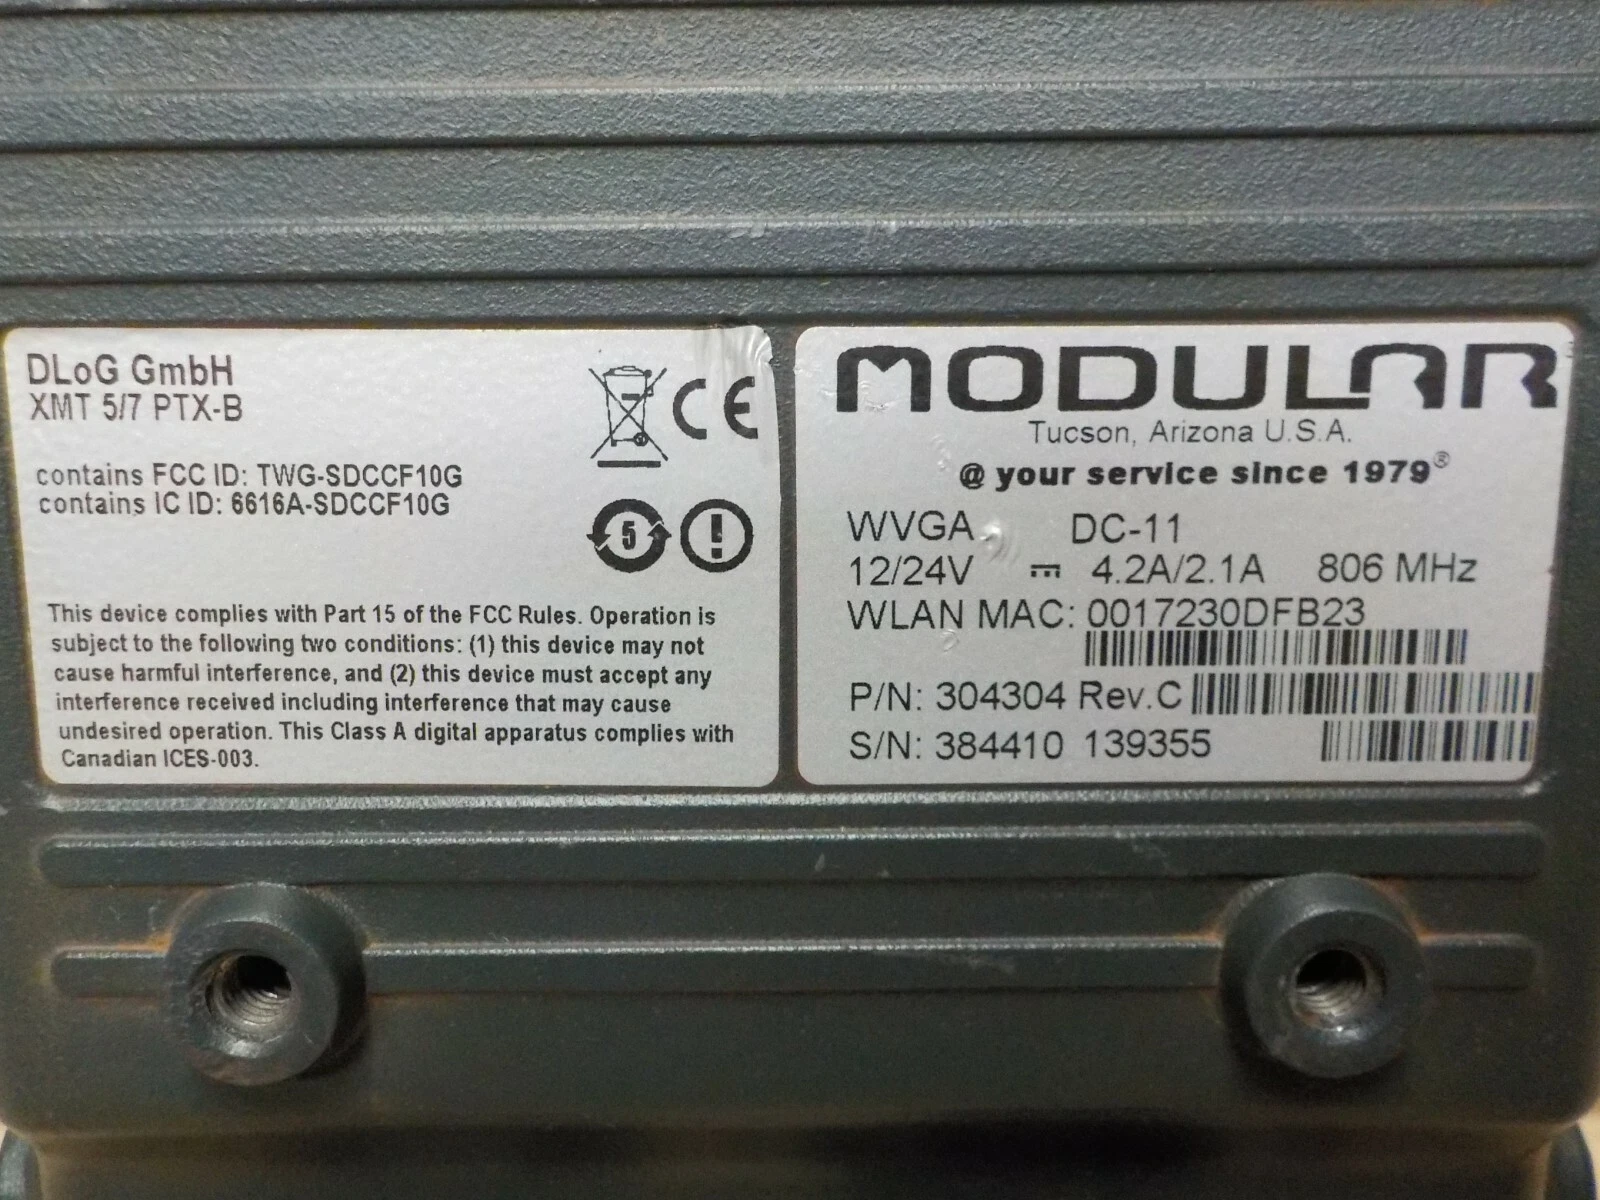 DLoG GmbH
XMT 5/7 PTX-B
CE
contains FCC ID: TWG-SDCCF10G
contains IC ID: 6616A-SDCCF10G
5
!
This device complies with Part 15 of the FCC Rules. Operation is
subject to the following two conditions: (1) this device may not
cause harmful interference, and (2) this device must accept any
interference received including interference that may cause
undesired operation. This Class A digital apparatus complies with
Canadian ICES-003.
MODULAR
Tucson, Arizona U.S.A.
@ your service since 1979®
WVGA DC-11
12/24V ⎓ 4.2A/2.1A 806 MHz
WLAN MAC: 0017230DFB23
P/N: 304304 Rev.C
S/N: 384410 139355